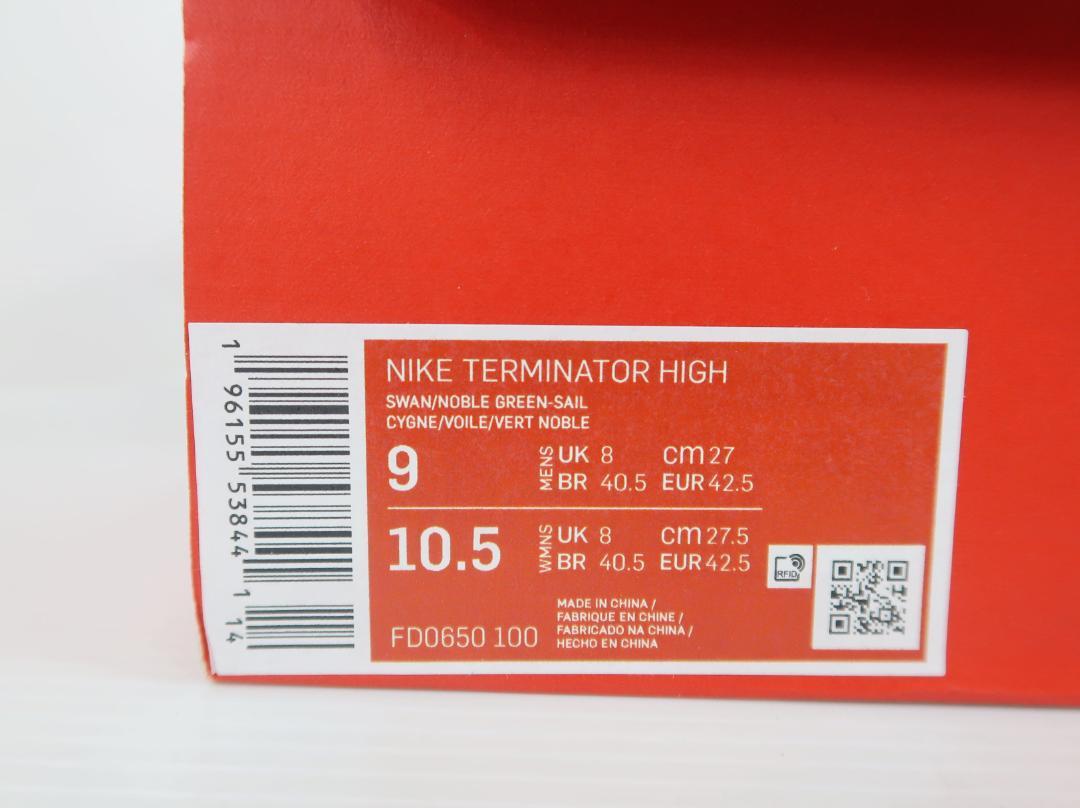 NIKE TERMINATOR HIGH
SWAN/NOBLE GREEN-SAIL
CYGNE/VOILE/VERT NOBLE
9 MENS UK 8 cm 27
BR 40.5 EUR 42.5
10.5 WMNS UK 8 cm 27.5
BR 40.5 EUR 42.5
RFID
FD0650 100
MADE IN CHINA /
FABRIQUE EN CHINE /
FABRICADO NA CHINA /
HECHO EN CHINA
1 96155 53844 1 14